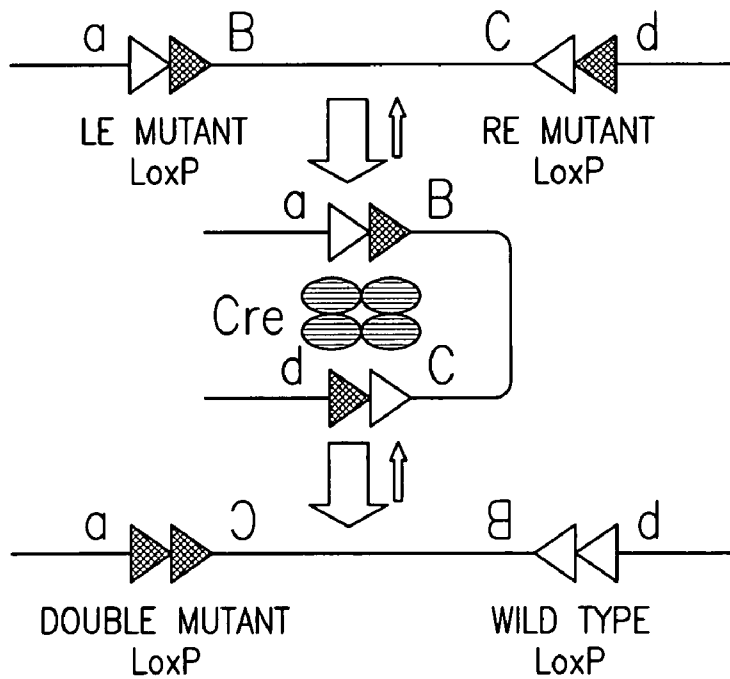 a B C d
LE MUTANT RE MUTANT
LoxP LoxP
a B
Cre
d C
a C B d
DOUBLE MUTANT WILD TYPE
LoxP LoxP